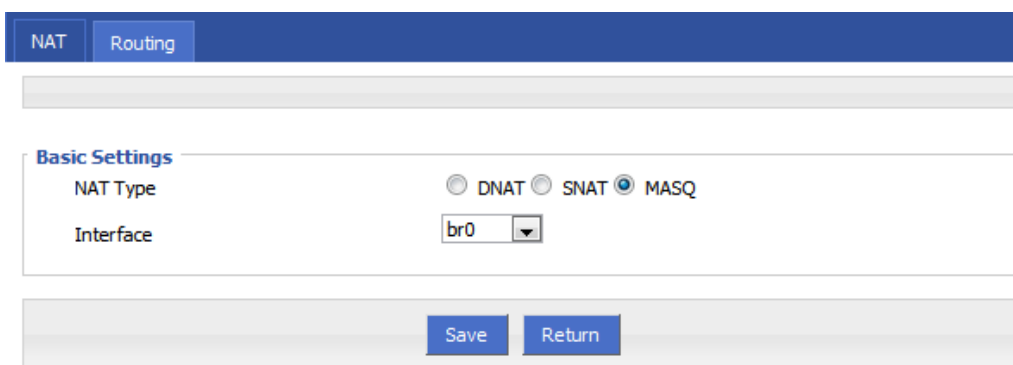 NAT Routing
Basic Settings
NAT Type DNAT SNAT MASQ
Interface br0
Save Return